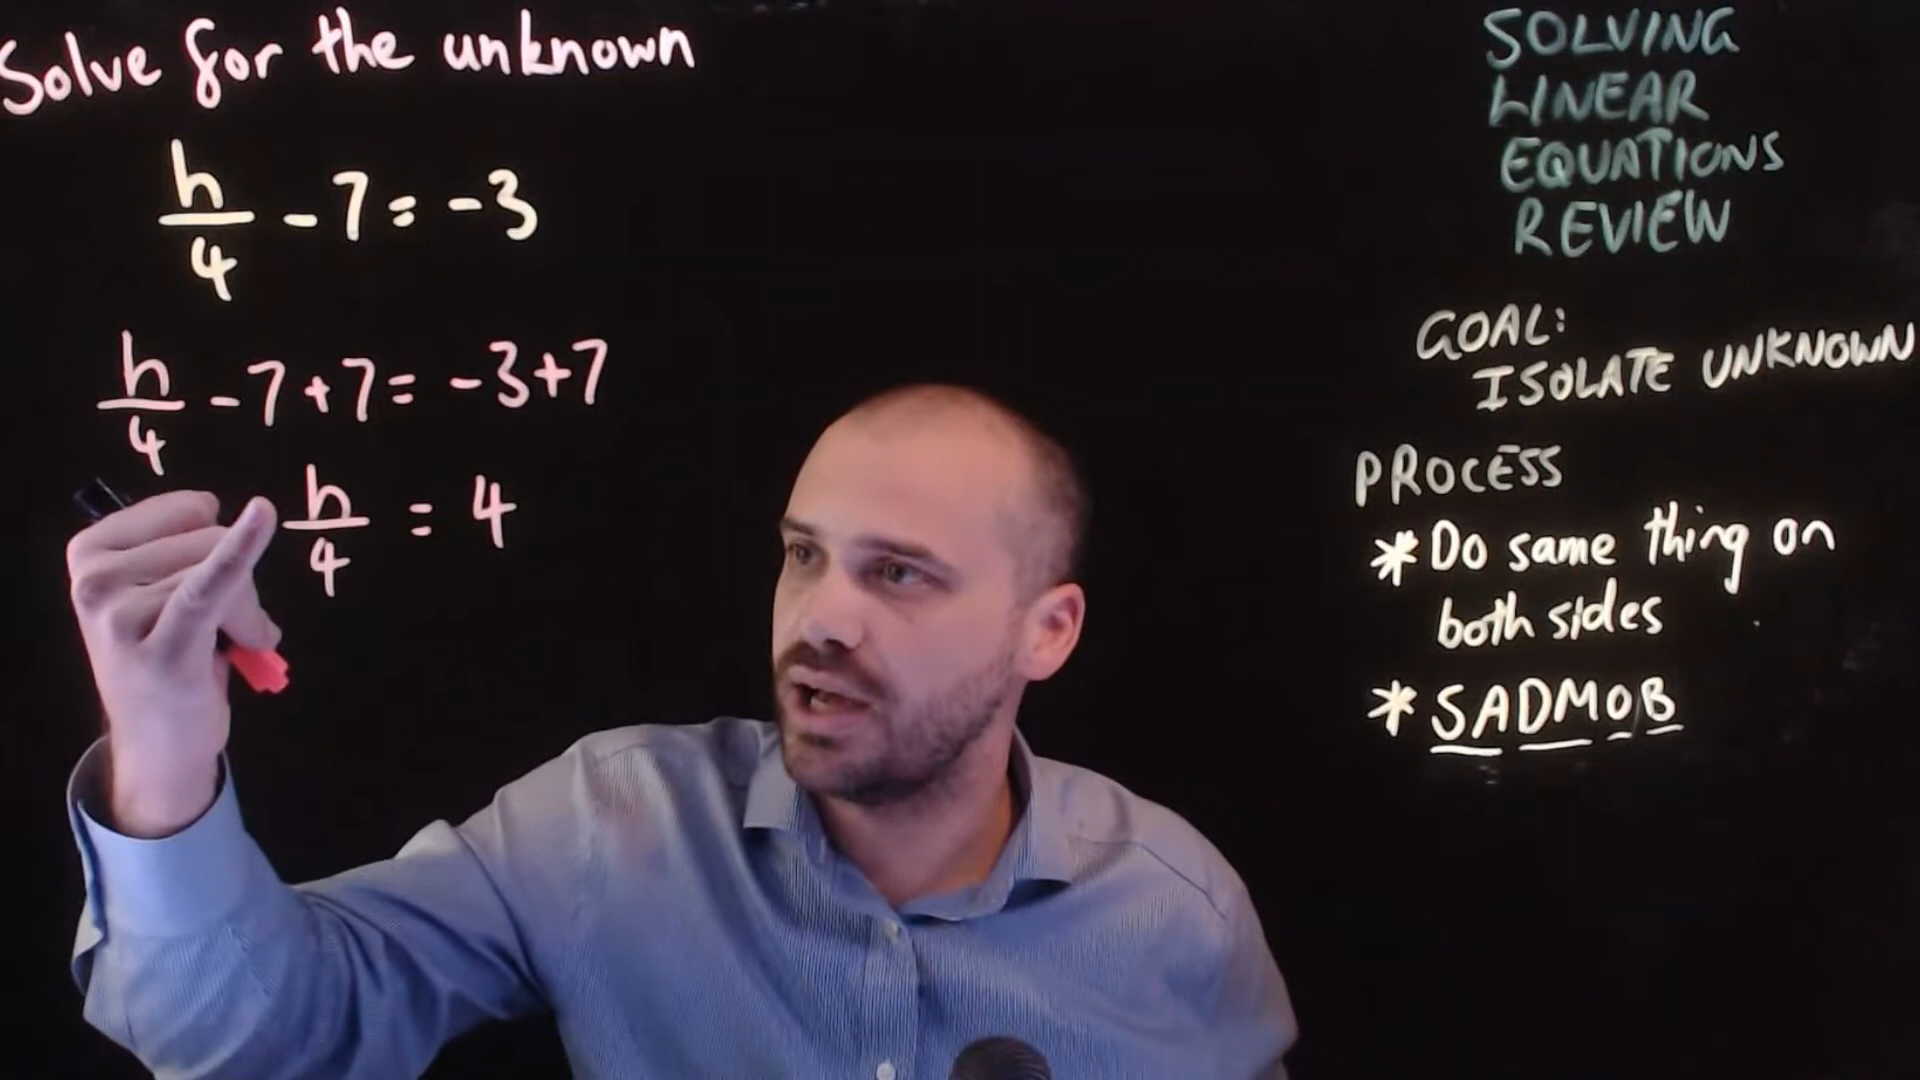 Solve for the unknown
h/4 - 7 = -3
h/4 - 7 + 7 = -3 + 7
h/4 = 4
SOLVING
LINEAR
EQUATIONS
REVIEW
GOAL:
ISOLATE UNKNOWN
PROCESS
* Do same thing on
both sides
* SADMOB